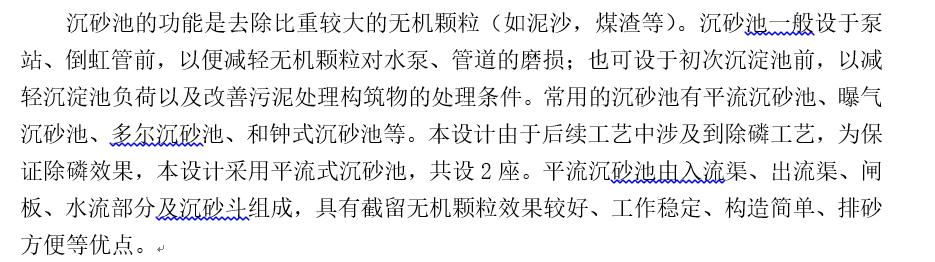 沉砂池的功能是去除比重较大的无机颗粒（如泥沙，煤渣等）。沉砂池一般设于泵
站、倒虹管前，以便减轻无机颗粒对水泵、管道的磨损；也可设于初次沉淀池前，以减
轻沉淀池负荷以及改善污泥处理构筑物的处理条件。常用的沉砂池有平流沉砂池、曝气
沉砂池、多尔沉砂池、和钟式沉砂池等。本设计由于后续工艺中涉及到除磷工艺，为保
证除磷效果，本设计采用平流式沉砂池，共设 2 座。平流沉砂池由入流渠、出流渠、闸
板、水流部分及沉砂斗组成，具有截留无机颗粒效果较好、工作稳定、构造简单、排砂
方便等优点。